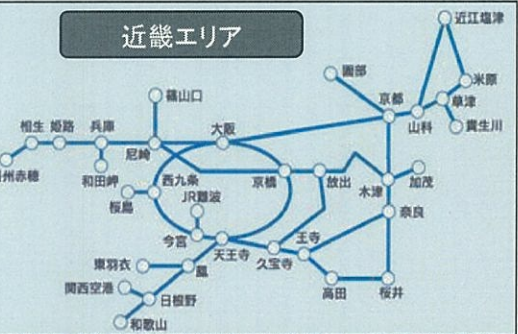 近畿エリア
近江塩津
園部
米原
京都
草津
山科
貴生川
篠山口
相生
姫路
兵庫
大阪
尼崎
州赤穂
和田岬
西九条
京橋
放出
木津
加茂
桜島
JR難波
奈良
今宮
天王寺
久宝寺
王寺
東羽衣
鳳
高田
桜井
関西空港
日根野
和歌山